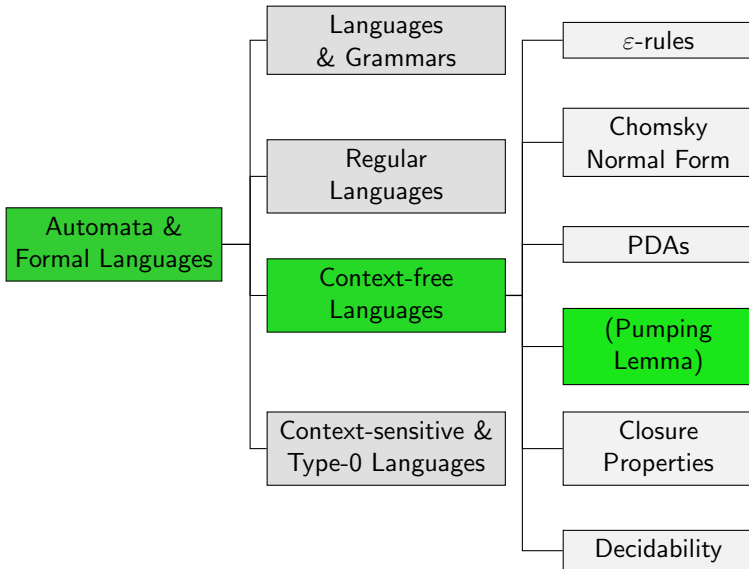 Automata &
Formal Languages
Languages
& Grammars
Regular
Languages
Context-free
Languages
Context-sensitive &
Type-0 Languages
ε-rules
Chomsky
Normal Form
PDAs
(Pumping
Lemma)
Closure
Properties
Decidability